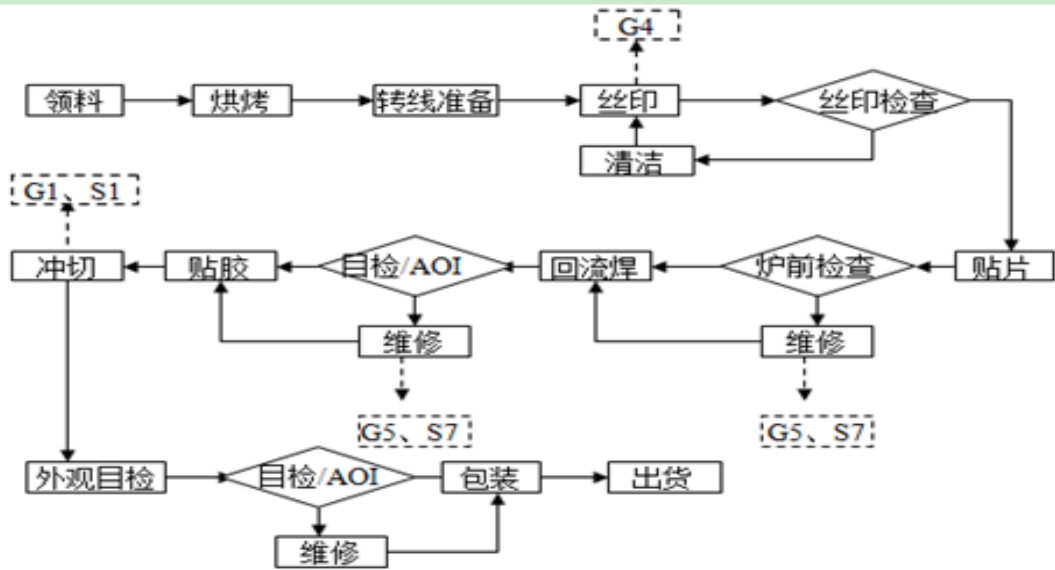 G4
领料
烘烤
转线准备
丝印
丝印检查
清洁
G1、S1
冲切
贴胶
目检/AOI
回流焊
炉前检查
贴片
维修
维修
G5、S7
G5、S7
外观目检
目检/AOI
包装
出货
维修